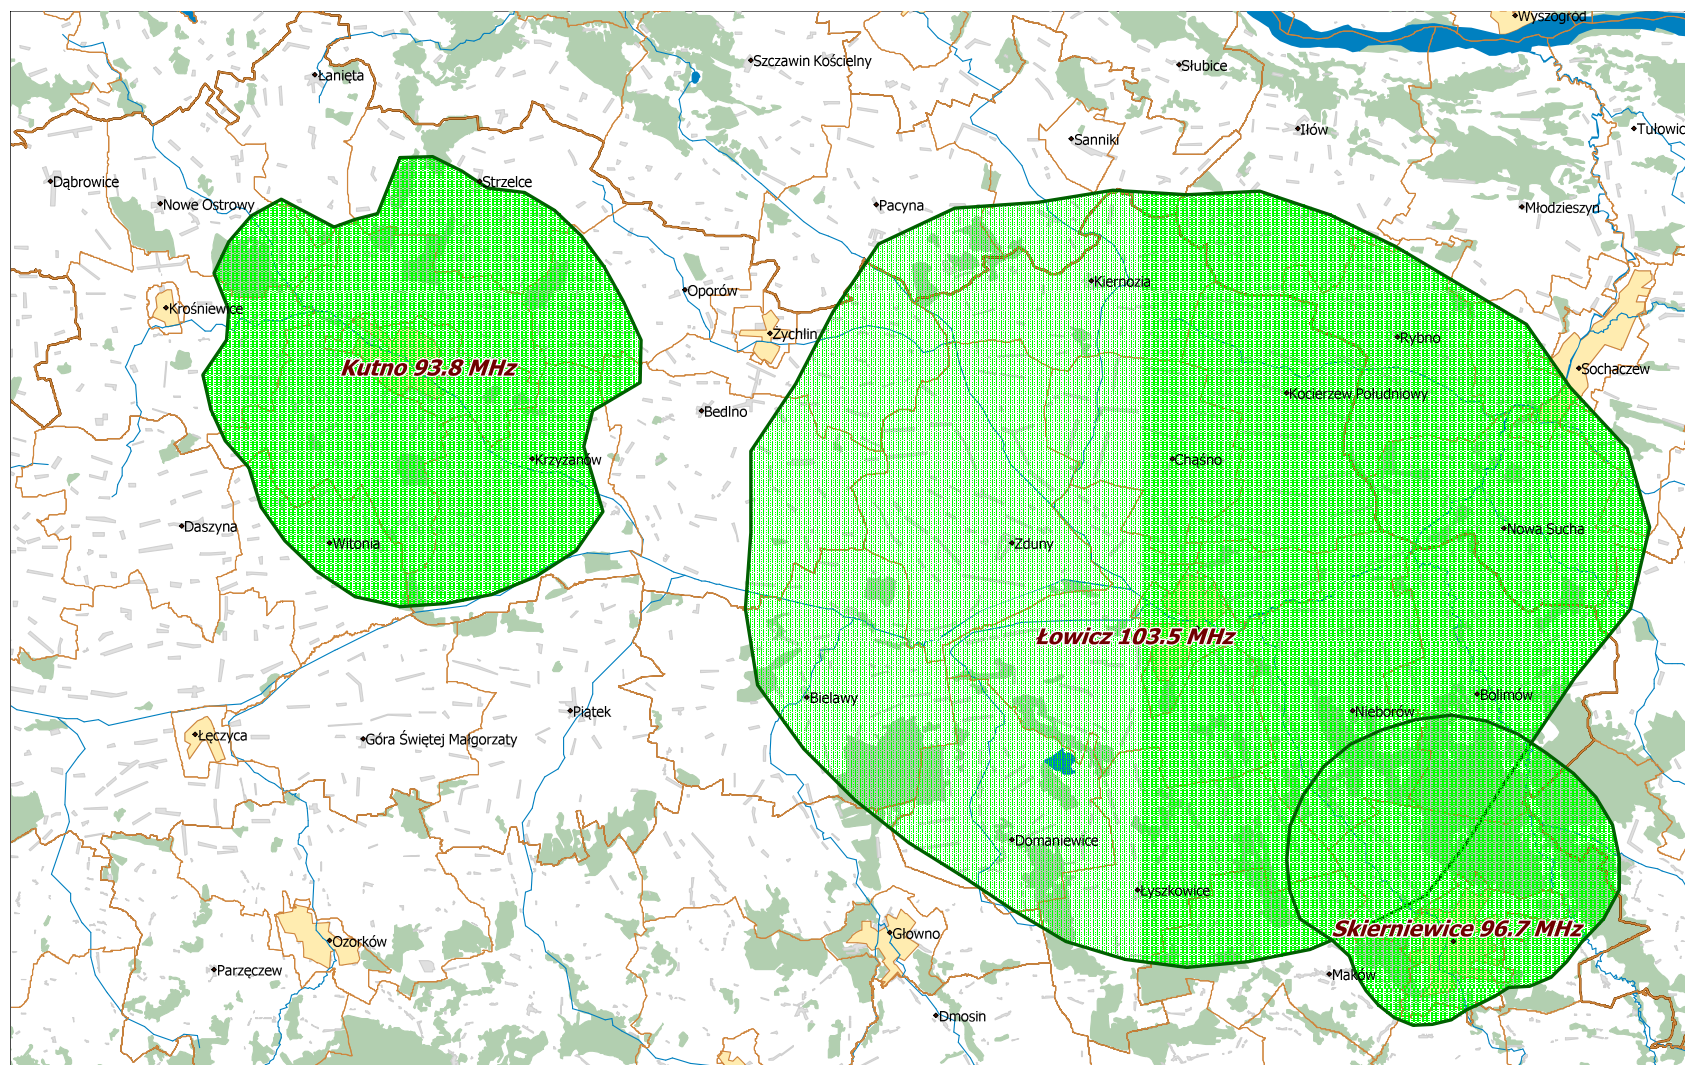 Wyszogród
Szczawin Kościelny
Słubice
Łanięta
Iłów
Tułowic
Sanniki
Dąbrowice
Strzelce
Nowe Ostrowy
Pacyna
Młodzieszyn
Kiernozia
Oporów
Krośniewice
Żychlin
Rybno
Kutno 93.8 MHz
Sochaczew
Kocierzew Południowy
Bedlno
Krzyżanów
Chąśno
Daszyna
Nowa Sucha
Witonia
Zduny
Łowicz 103.5 MHz
Bielawy
Bolimów
Piątek
Nieborów
Łęczyca
Góra Świętej Małgorzaty
Domaniewice
Łyszkowice
Skierniewice 96.7 MHz
Głowno
Ozorków
Parzęczew
Maków
Dmosin